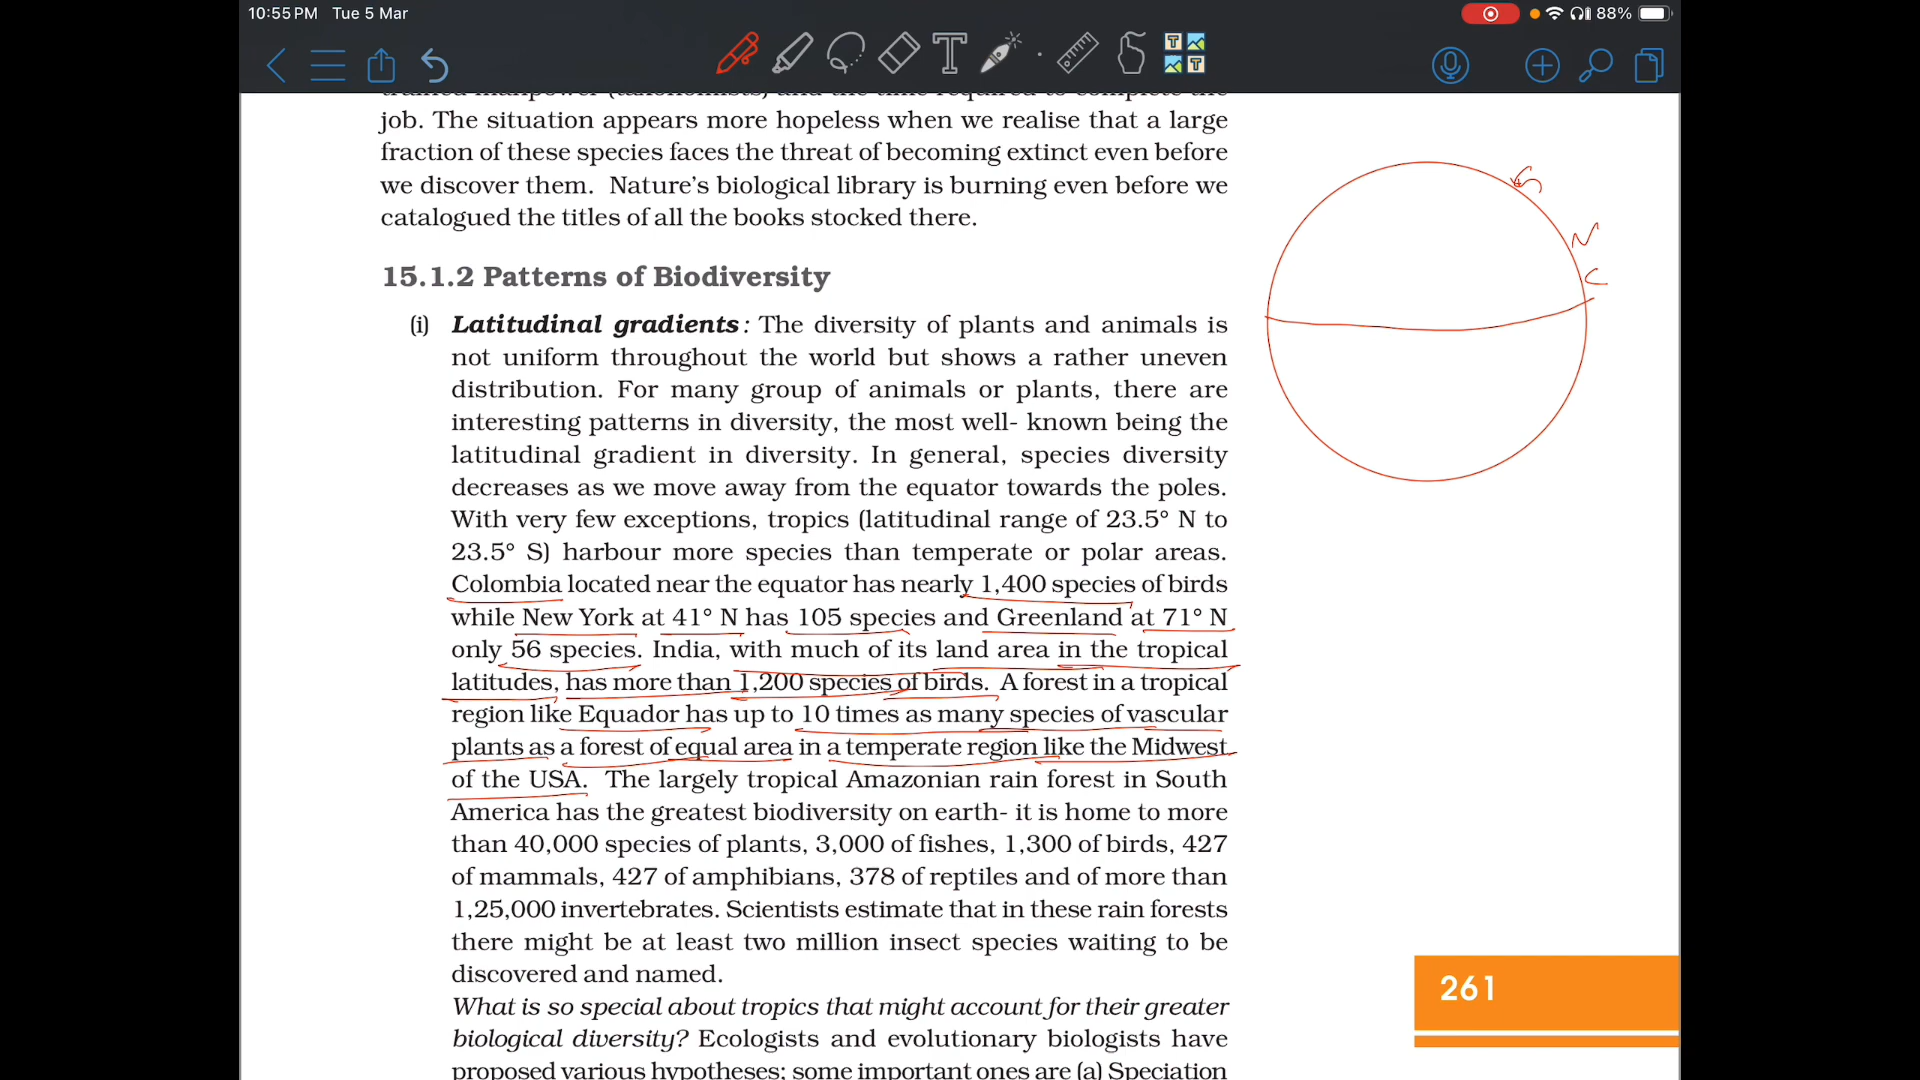 10:55 PM Tue 5 Mar
88%
job. The situation appears more hopeless when we realise that a large
fraction of these species faces the threat of becoming extinct even before
we discover them. Nature's biological library is burning even before we
catalogued the titles of all the books stocked there.
15.1.2 Patterns of Biodiversity
(i) Latitudinal gradients: The diversity of plants and animals is
not uniform throughout the world but shows a rather uneven
distribution. For many group of animals or plants, there are
interesting patterns in diversity, the most well- known being the
latitudinal gradient in diversity. In general, species diversity
decreases as we move away from the equator towards the poles.
With very few exceptions, tropics (latitudinal range of 23.5° N to
23.5° S) harbour more species than temperate or polar areas.
Colombia located near the equator has nearly 1,400 species of birds
while New York at 41° N has 105 species and Greenland at 71° N
only 56 species. India, with much of its land area in the tropical
latitudes, has more than 1,200 species of birds. A forest in a tropical
region like Equador has up to 10 times as many species of vascular
plants as a forest of equal area in a temperate region like the Midwest
of the USA. The largely tropical Amazonian rain forest in South
America has the greatest biodiversity on earth- it is home to more
than 40,000 species of plants, 3,000 of fishes, 1,300 of birds, 427
of mammals, 427 of amphibians, 378 of reptiles and of more than
1,25,000 invertebrates. Scientists estimate that in these rain forests
there might be at least two million insect species waiting to be
discovered and named.
What is so special about tropics that might account for their greater
biological diversity? Ecologists and evolutionary biologists have
proposed various hypotheses; some important ones are (a) Speciation
N
C
261